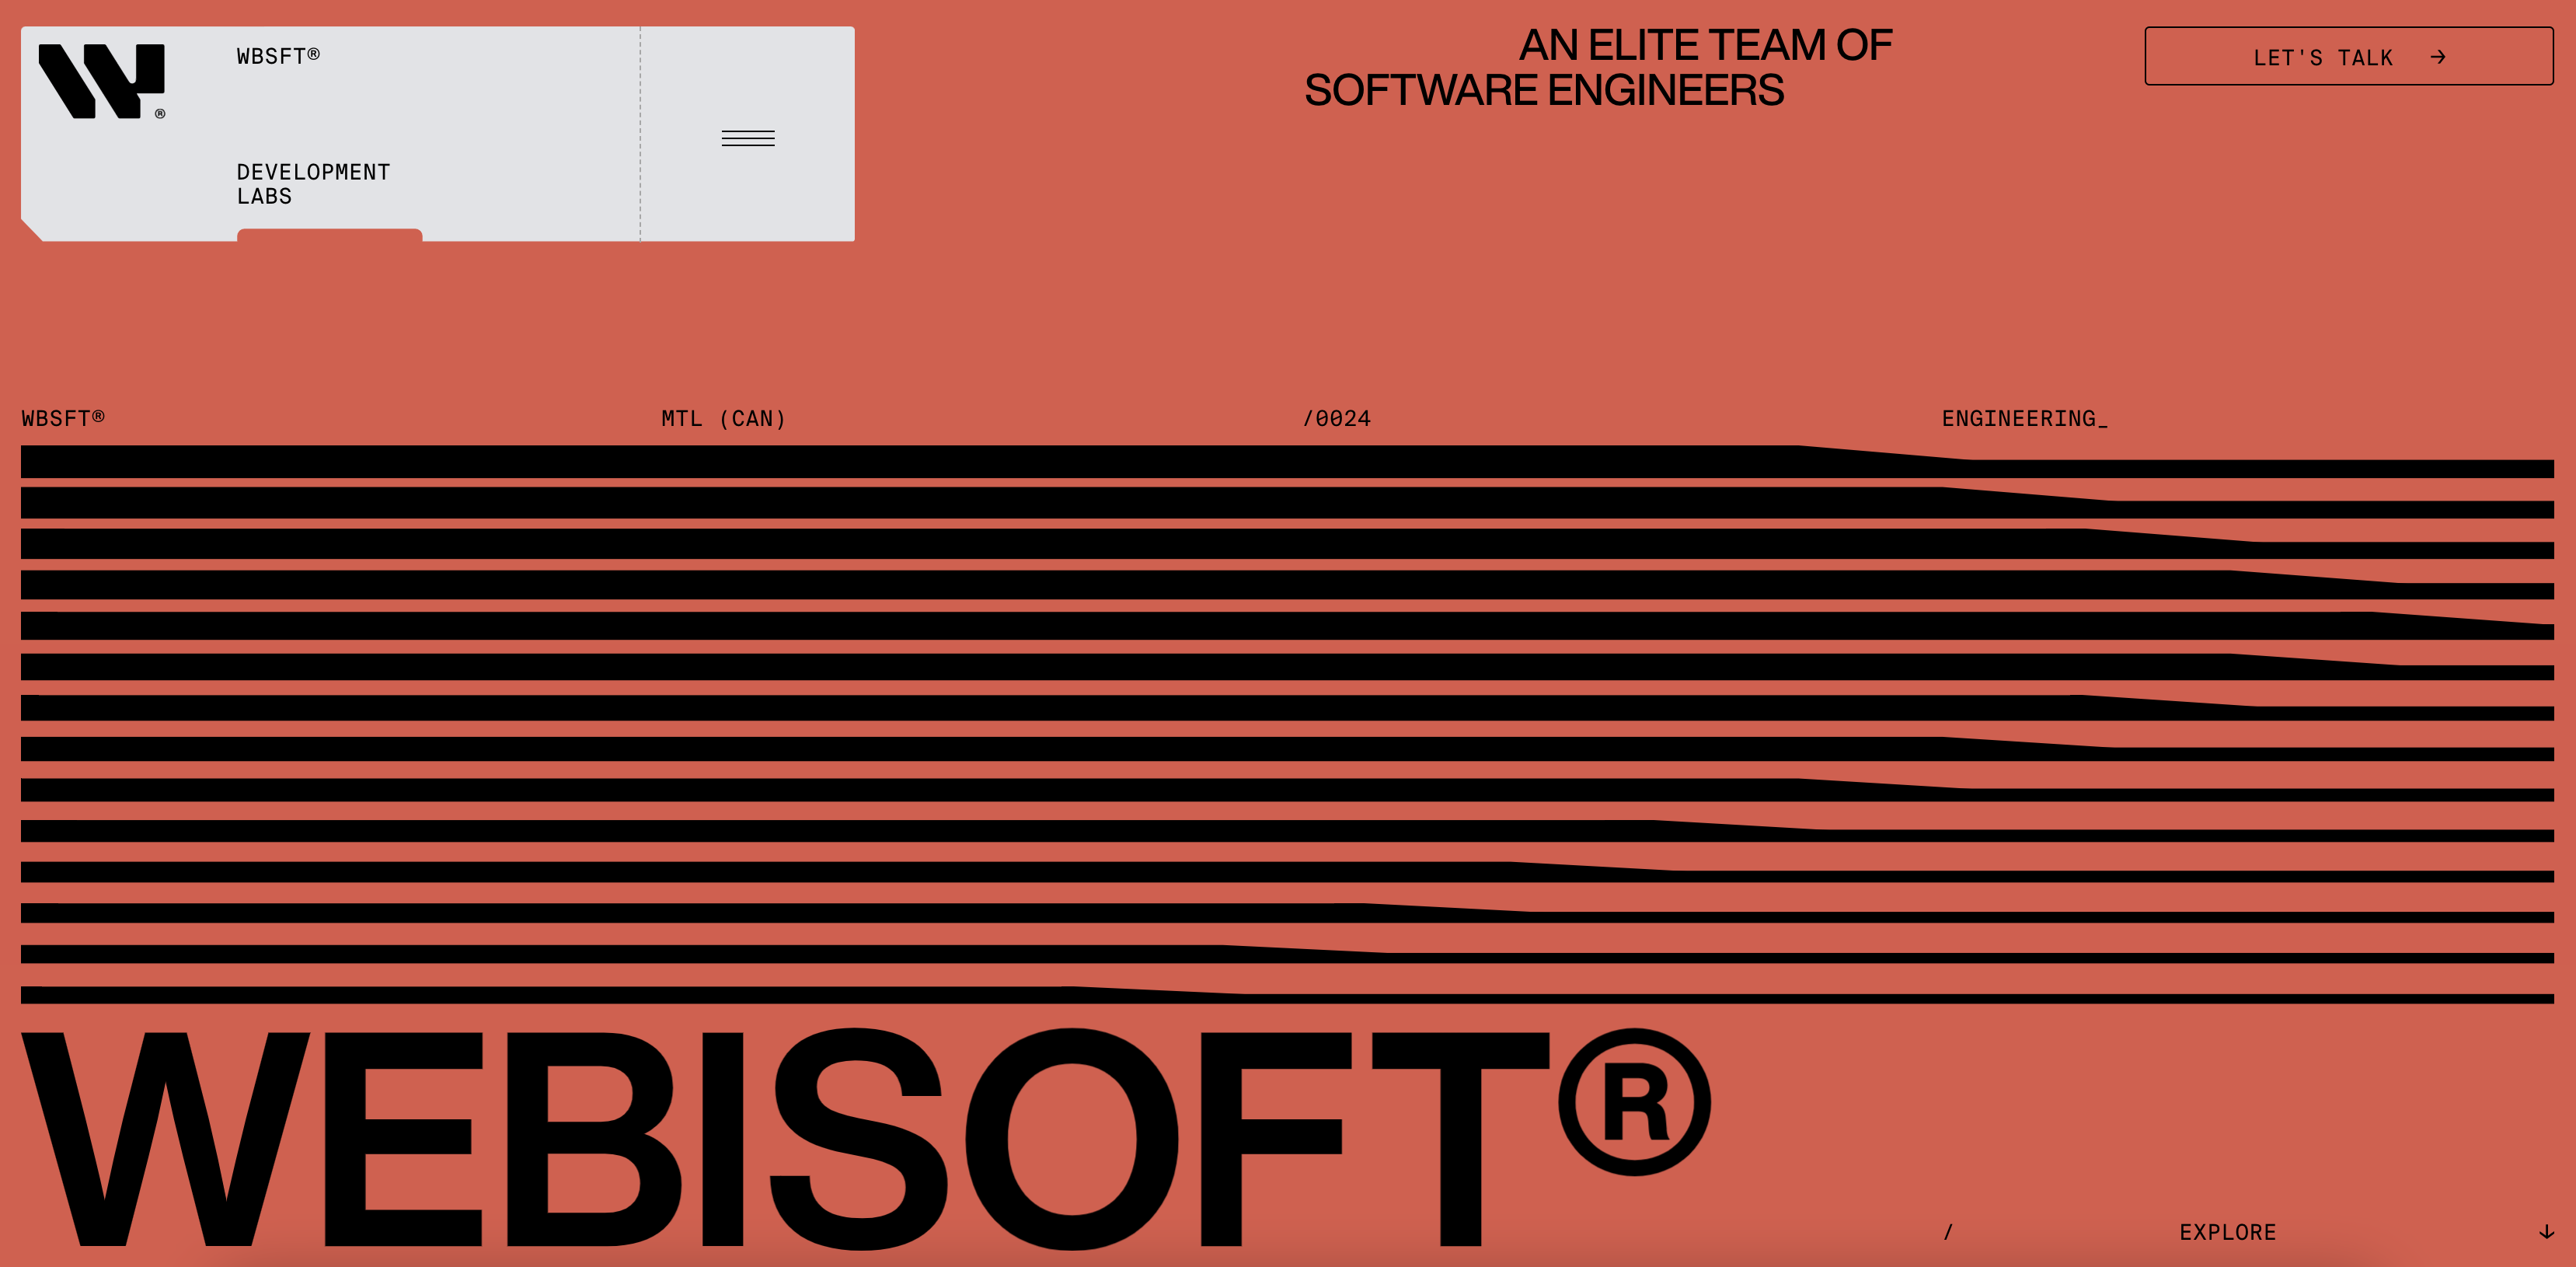 W®
WBSFT®
DEVELOPMENT
LABS
AN ELITE TEAM OF
SOFTWARE ENGINEERS
LET'S TALK →
WBSFT®
MTL (CAN)
/0024
ENGINEERING_
WEBISOFT®
/
EXPLORE ↓